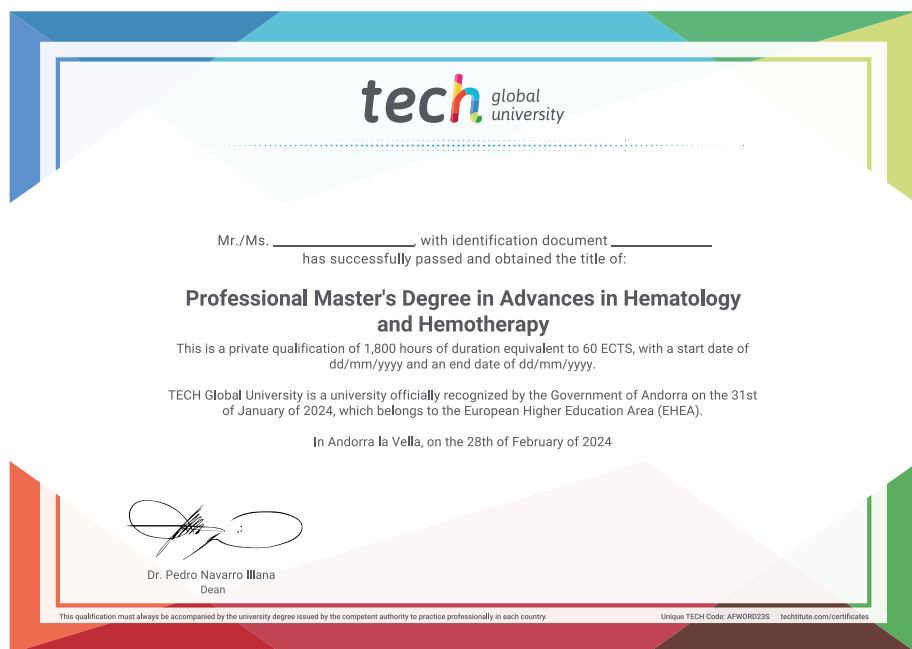 tech global
university
Mr./Ms. ____________________, with identification document ______________
has successfully passed and obtained the title of:
Professional Master's Degree in Advances in Hematology
and Hemotherapy
This is a private qualification of 1,800 hours of duration equivalent to 60 ECTS, with a start date of
dd/mm/yyyy and an end date of dd/mm/yyyy.
TECH Global University is a university officially recognized by the Government of Andorra on the 31st
of January of 2024, which belongs to the European Higher Education Area (EHEA).
In Andorra la Vella, on the 28th of February of 2024
Dr. Pedro Navarro Illana
Dean
This qualification must always be accompanied by the university degree issued by the competent authority to practice professionally in each country.
Unique TECH Code: AFWORD23S techtitute.com/certificates